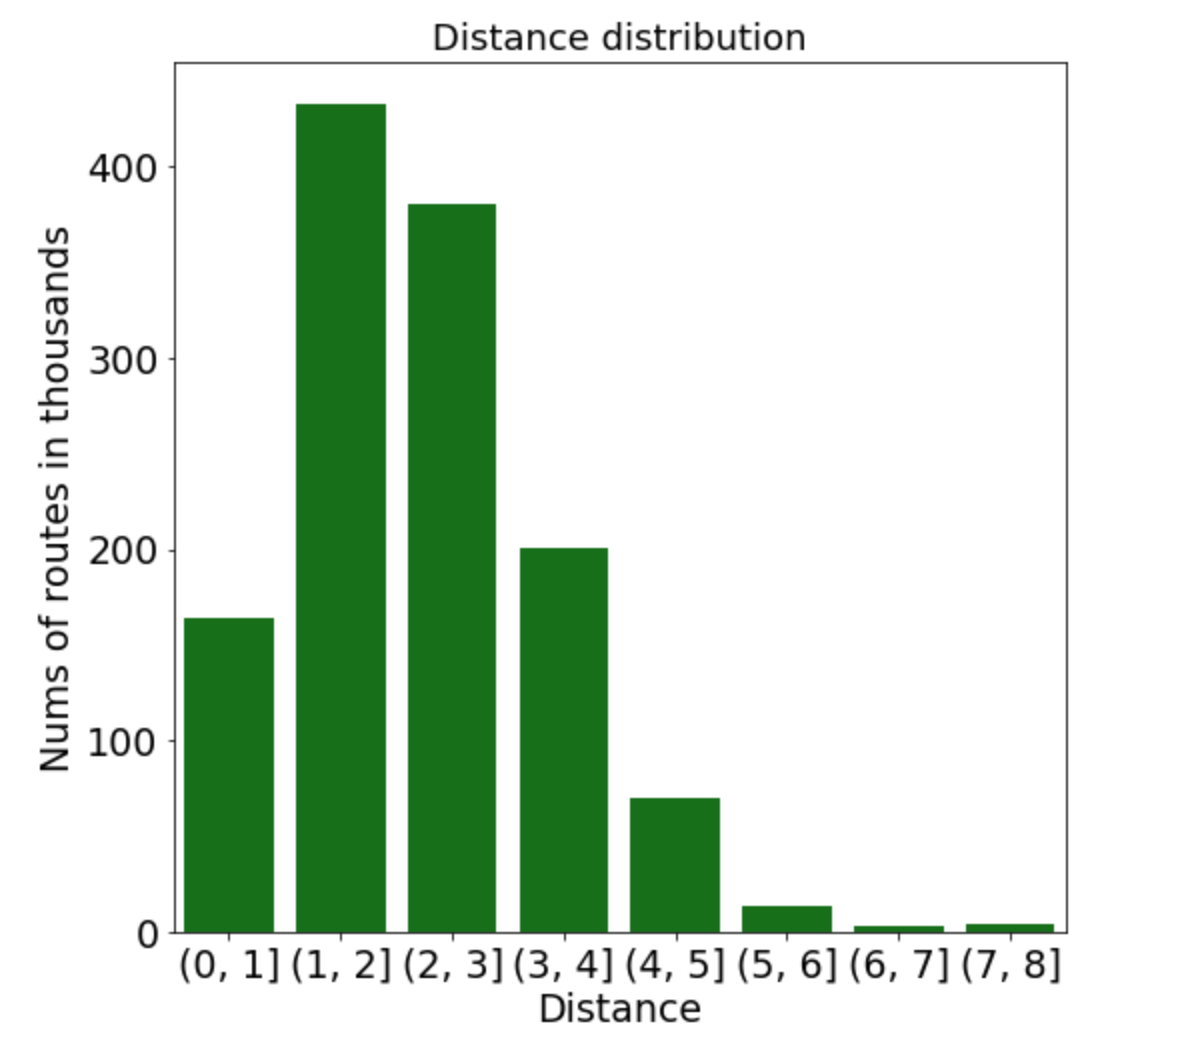 Distance distribution
Nums of routes in thousands
400
300
200
100
0
(0, 1] (1, 2] (2, 3] (3, 4] (4, 5] (5, 6] (6, 7] (7, 8]
Distance